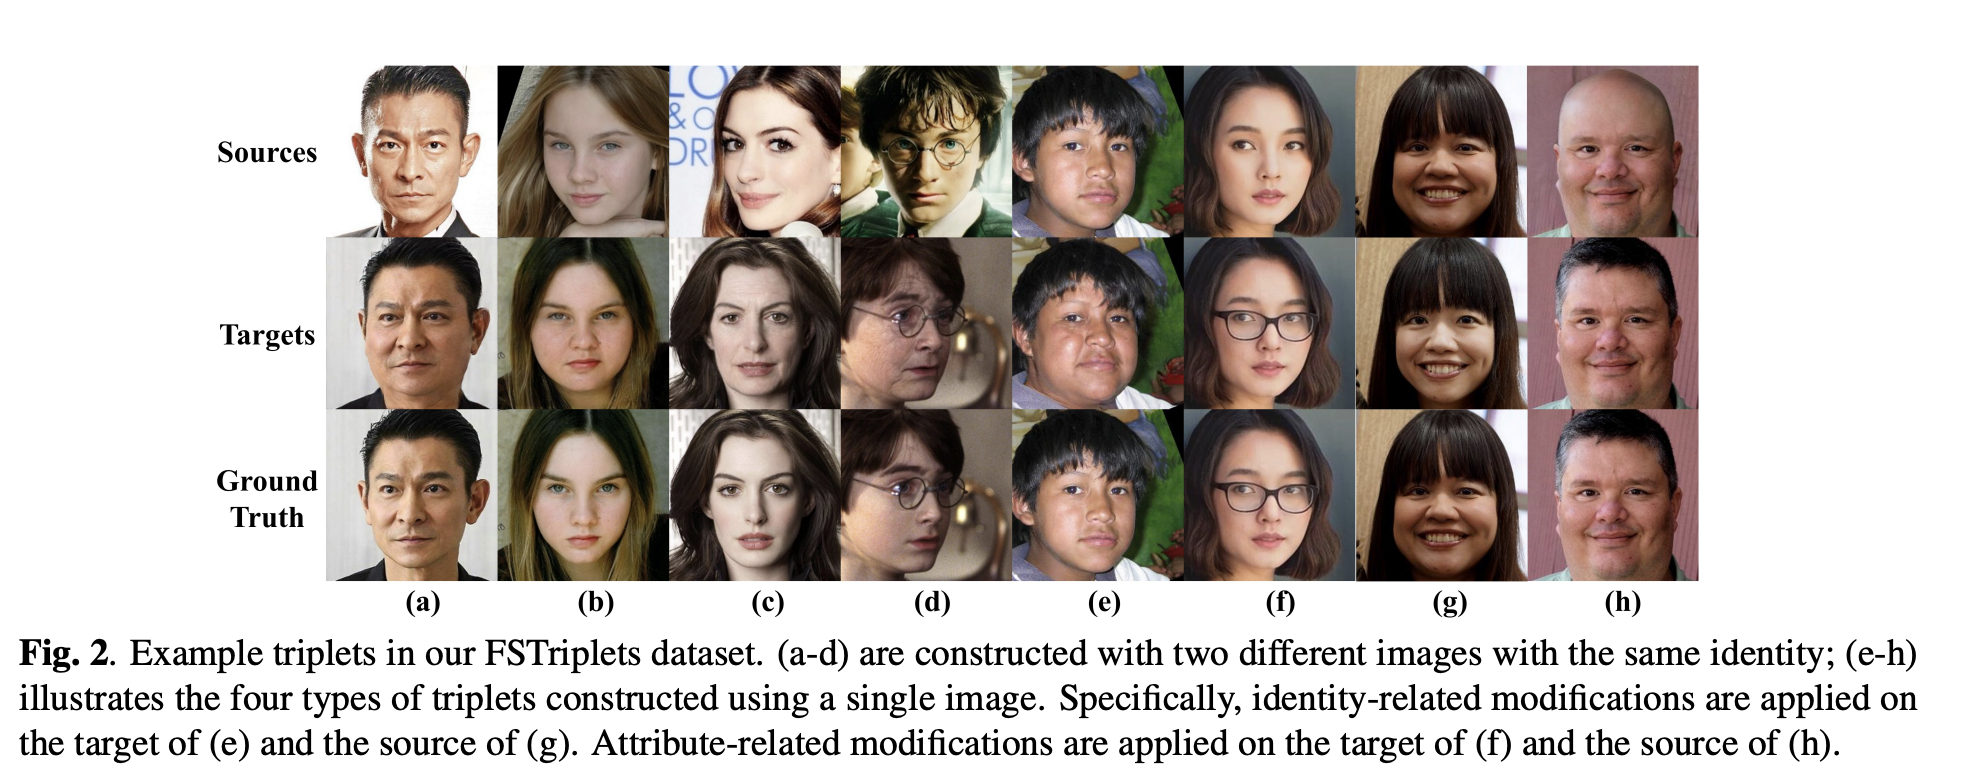 LO
& O
DRU
Sources
Targets
Ground
Truth
(a) (b) (c) (d) (e) (f) (g) (h)
Fig. 2. Example triplets in our FSTriplets dataset. (a-d) are constructed with two different images with the same identity; (e-h)
illustrates the four types of triplets constructed using a single image. Specifically, identity-related modifications are applied on
the target of (e) and the source of (g). Attribute-related modifications are applied on the target of (f) and the source of (h).